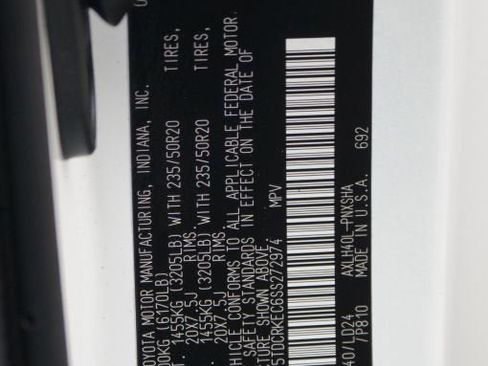 TOYOTA MOTOR MANUFACTURING, INDIANA, INC.
00KG (6170LB)
1455KG (3205LB) WITH 235/50R20 TIRES,
20X7.5J RIMS.
1455KG (3205LB) WITH 235/50R20 TIRES,
20X7.5J RIMS.
HICLE CONFORMS TO ALL APPLICABLE FEDERAL MOTOR
SAFETY STANDARDS IN EFFECT ON THE DATE OF
CTURE SHOWN ABOVE.
5TDCRKEC6SS272974 MPV
40/LD24 AXLH40L-PNXSHA 692
/P810 MADE IN U.S.A.